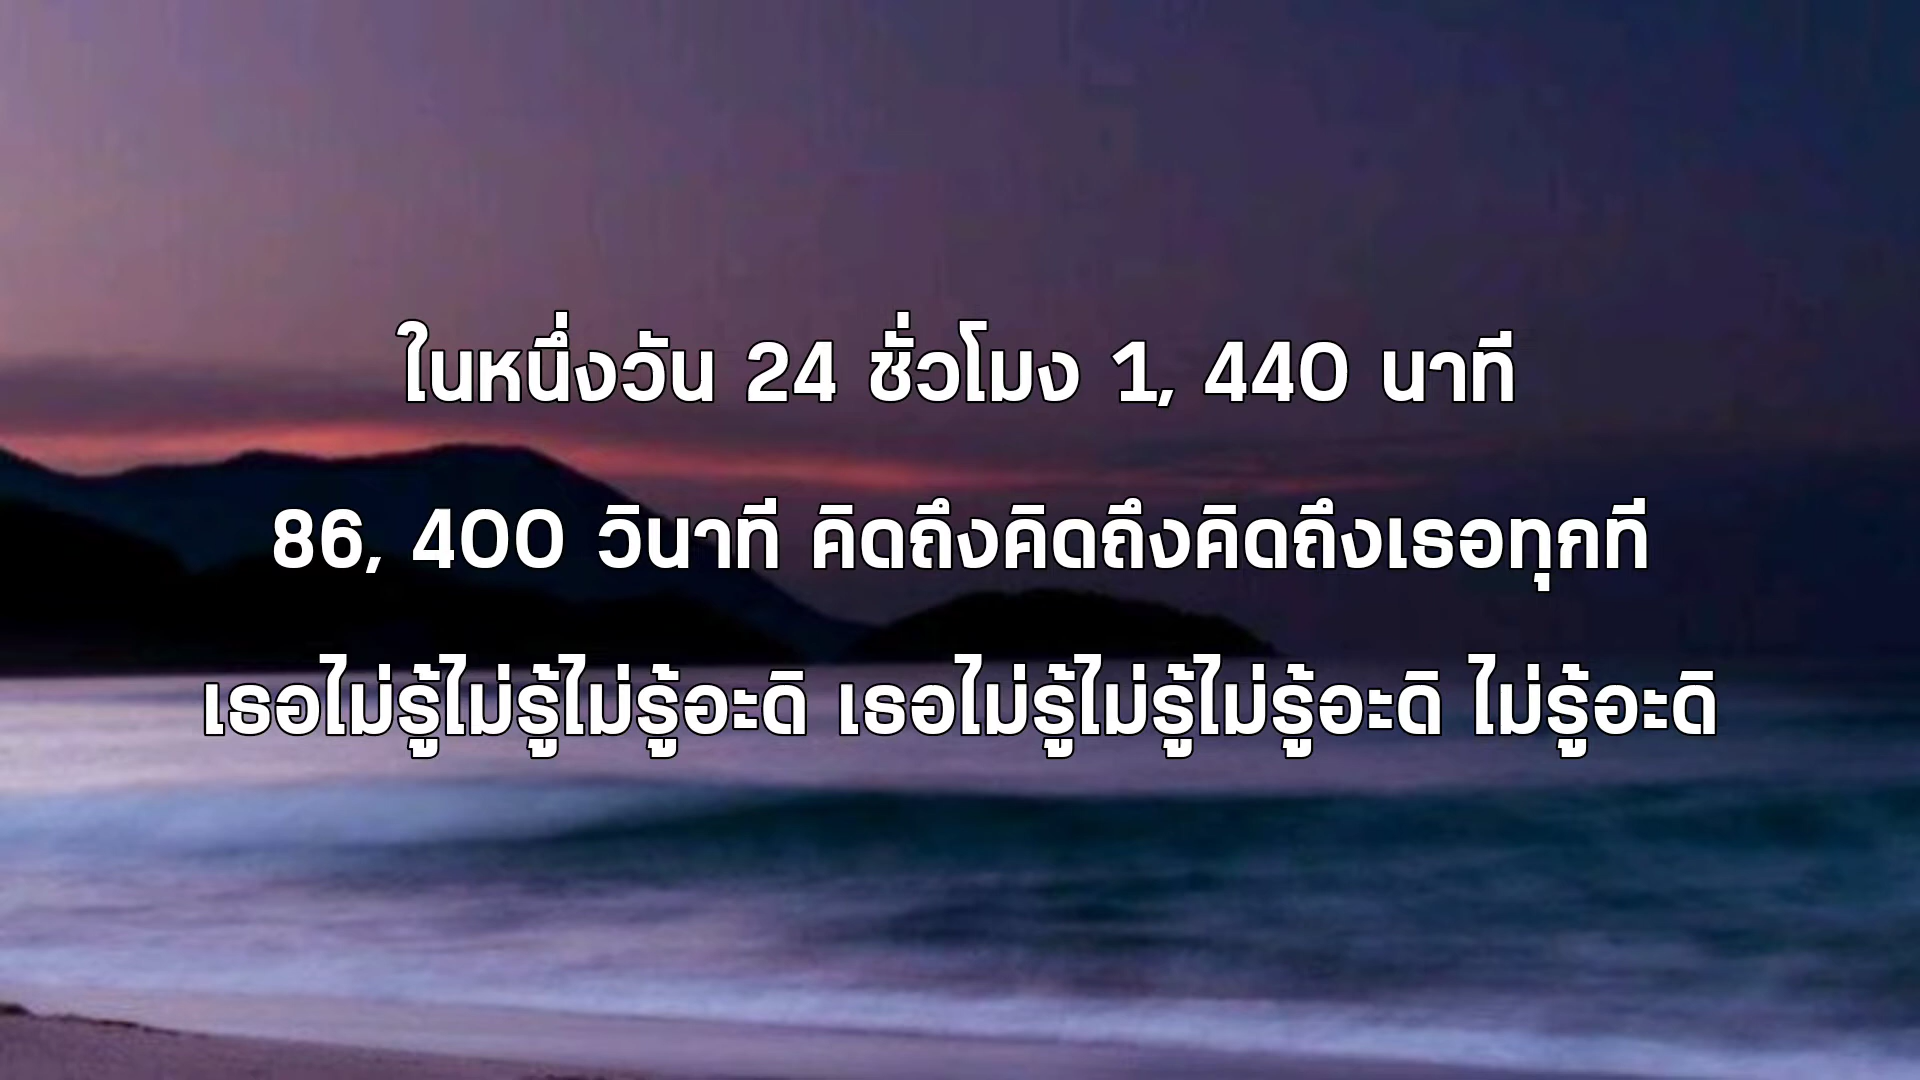 ในหนึ่งวัน 24 ชั่วโมง 1, 440 นาที
86, 400 วินาที คิดถึงคิดถึงคิดถึงเธอทุกที
เธอไม่รู้ไม่รู้ไม่รู้อะดิ เธอไม่รู้ไม่รู้ไม่รู้อะดิ ไม่รู้อะดิ